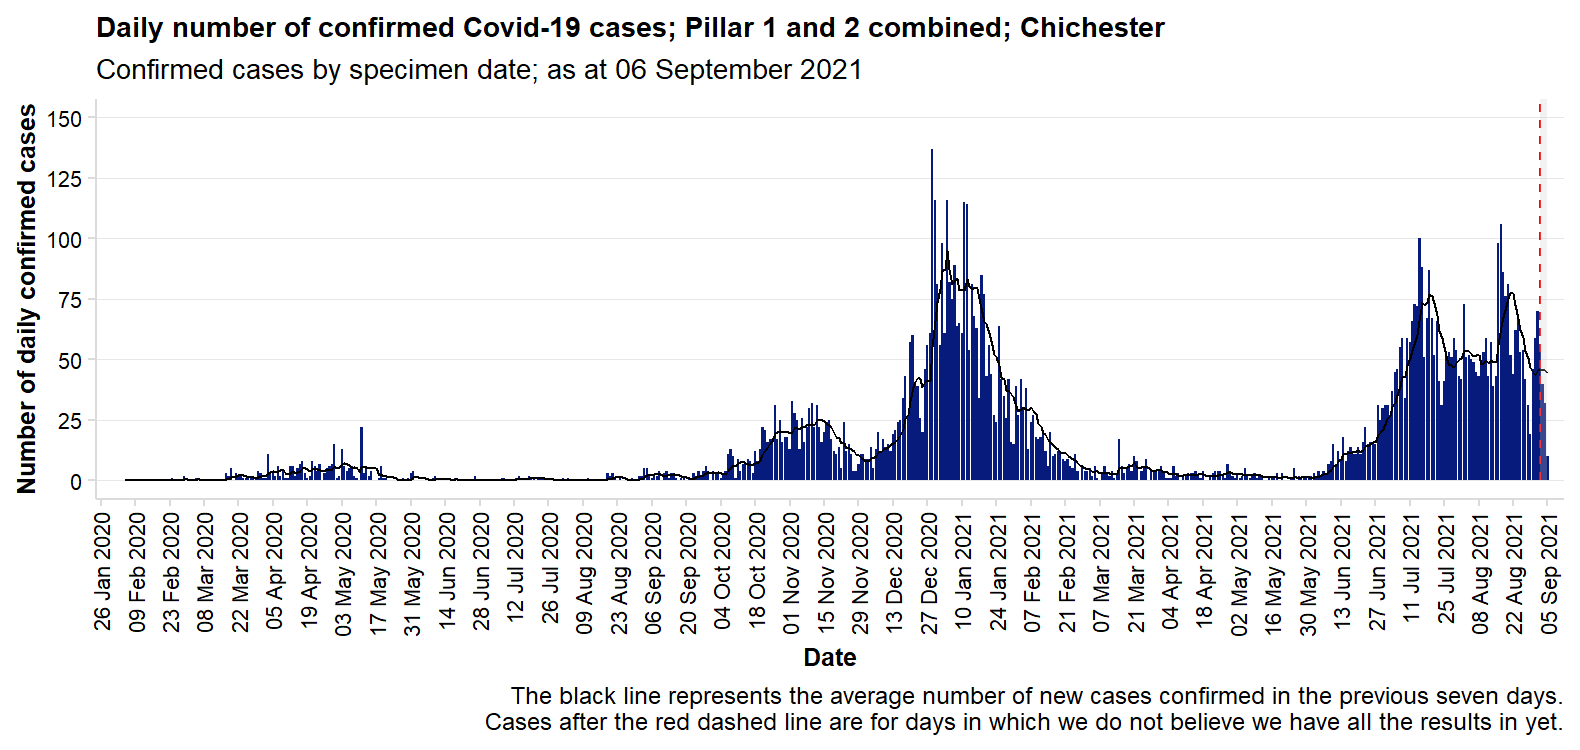 Daily number of confirmed Covid-19 cases; Pillar 1 and 2 combined; Chichester
Confirmed cases by specimen date; as at 06 September 2021
Number of daily confirmed cases
150
125
100
75
50
25
0
26 Jan 2020
09 Feb 2020
23 Feb 2020
08 Mar 2020
22 Mar 2020
05 Apr 2020
19 Apr 2020
03 May 2020
17 May 2020
31 May 2020
14 Jun 2020
28 Jun 2020
12 Jul 2020
26 Jul 2020
09 Aug 2020
23 Aug 2020
06 Sep 2020
20 Sep 2020
04 Oct 2020
18 Oct 2020
01 Nov 2020
15 Nov 2020
29 Nov 2020
13 Dec 2020
27 Dec 2020
10 Jan 2021
24 Jan 2021
07 Feb 2021
21 Feb 2021
07 Mar 2021
21 Mar 2021
04 Apr 2021
18 Apr 2021
02 May 2021
16 May 2021
30 May 2021
13 Jun 2021
27 Jun 2021
11 Jul 2021
25 Jul 2021
08 Aug 2021
22 Aug 2021
05 Sep 2021
Date
The black line represents the average number of new cases confirmed in the previous seven days.
Cases after the red dashed line are for days in which we do not believe we have all the results in yet.